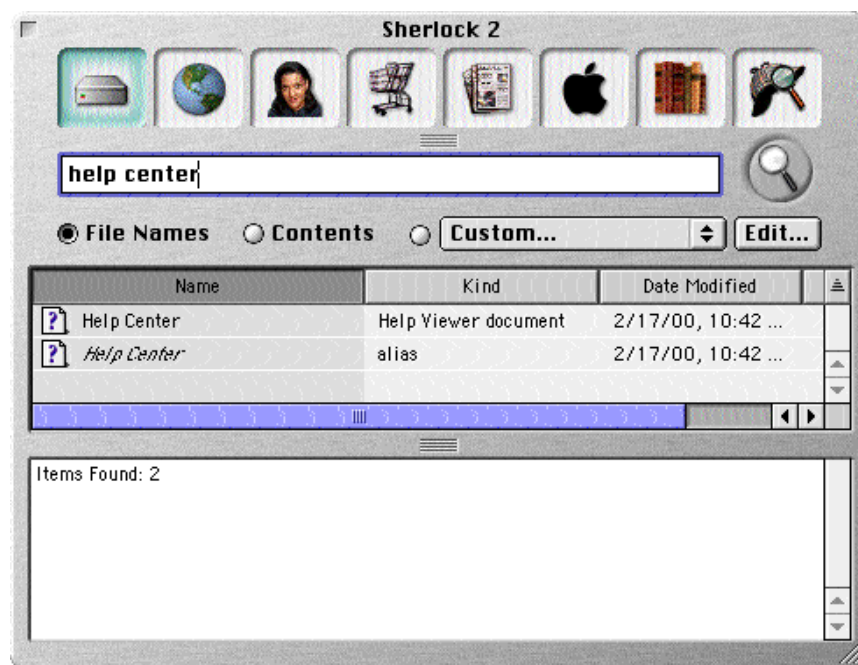 Sherlock 2
help center
File Names Contents Custom... Edit...
Name Kind Date Modified
Help Center Help Viewer document 2/17/00, 10:42 ...
Help Center alias 2/17/00, 10:42 ...
Items Found: 2